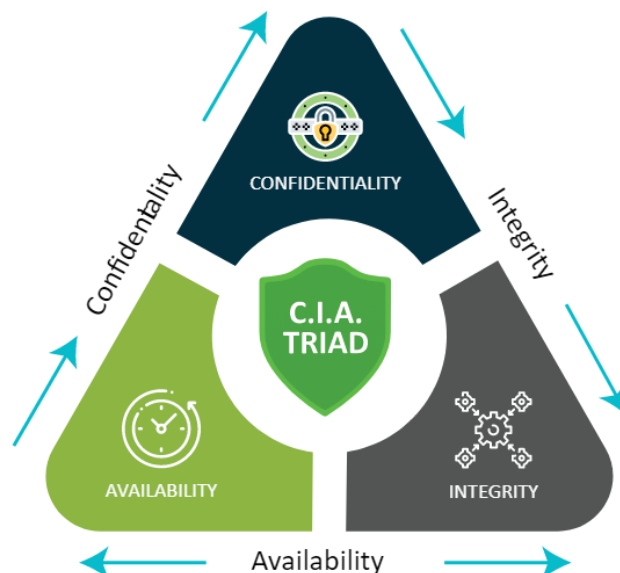 CONFIDENTIALITY
Confidentiality
Integrity
C.I.A.
TRIAD
AVAILABILITY
INTEGRITY
Availability